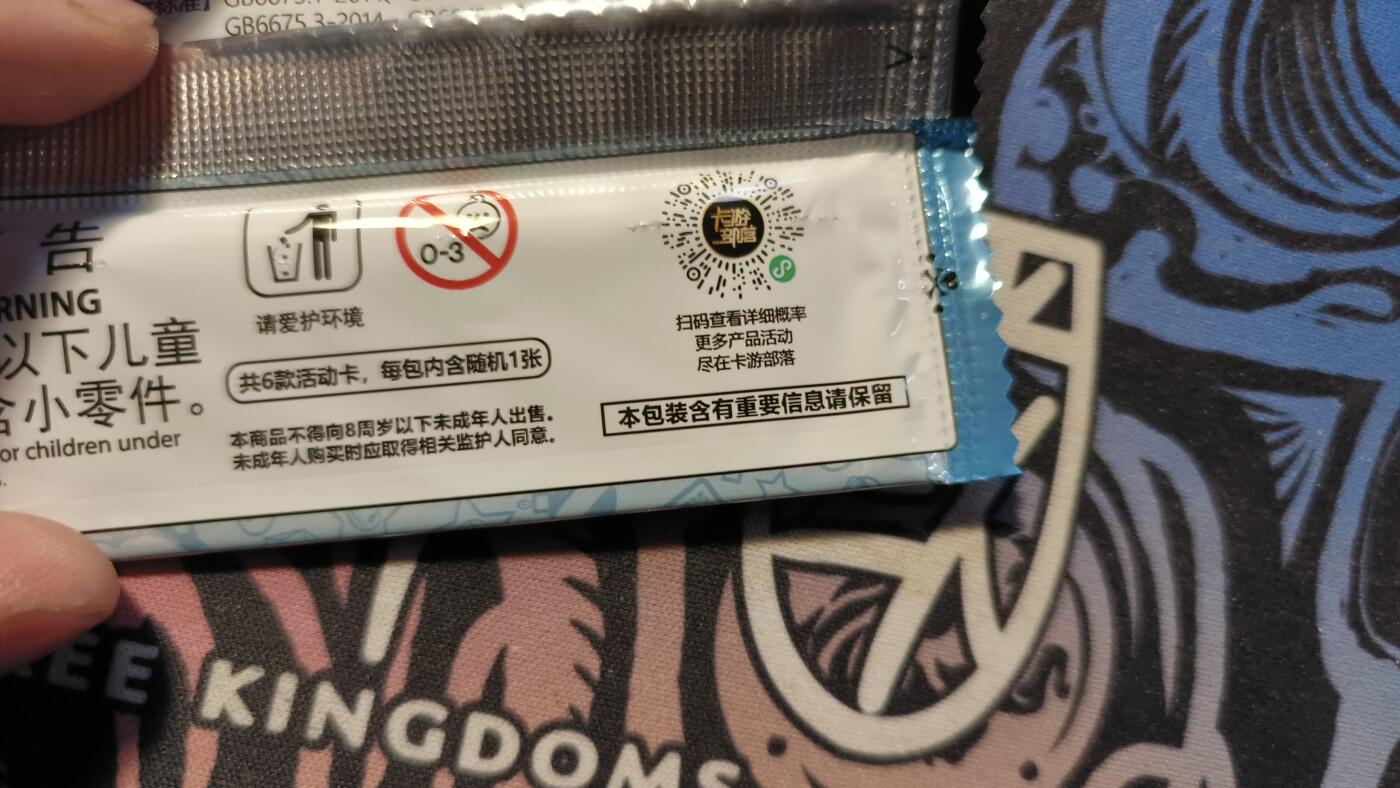 GB6675.3-2014
告
RNING
以下儿童
含小零件。
or children under
请爱护环境
0-3
共6款活动卡，每包内含随机1张
本商品不得向8周岁以下未成年人出售。
未成年人购买时应取得相关监护人同意。
卡游
部落
扫码查看详细概率
更多产品活动
尽在卡游部落
本包装含有重要信息请保留
REE KINGDOMS